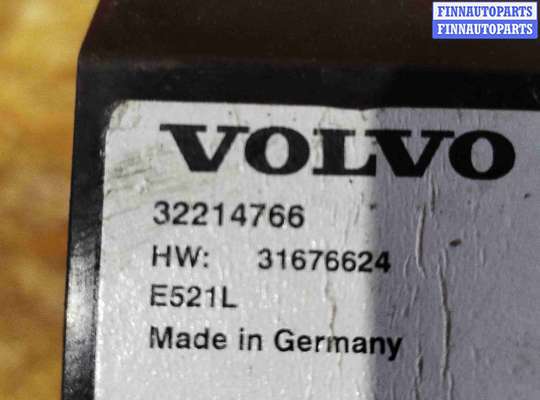 FINNAUTOPARTS
FINNAUTOPARTS
VOLVO
32214766
HW: 31676624
E521L
Made in Germany